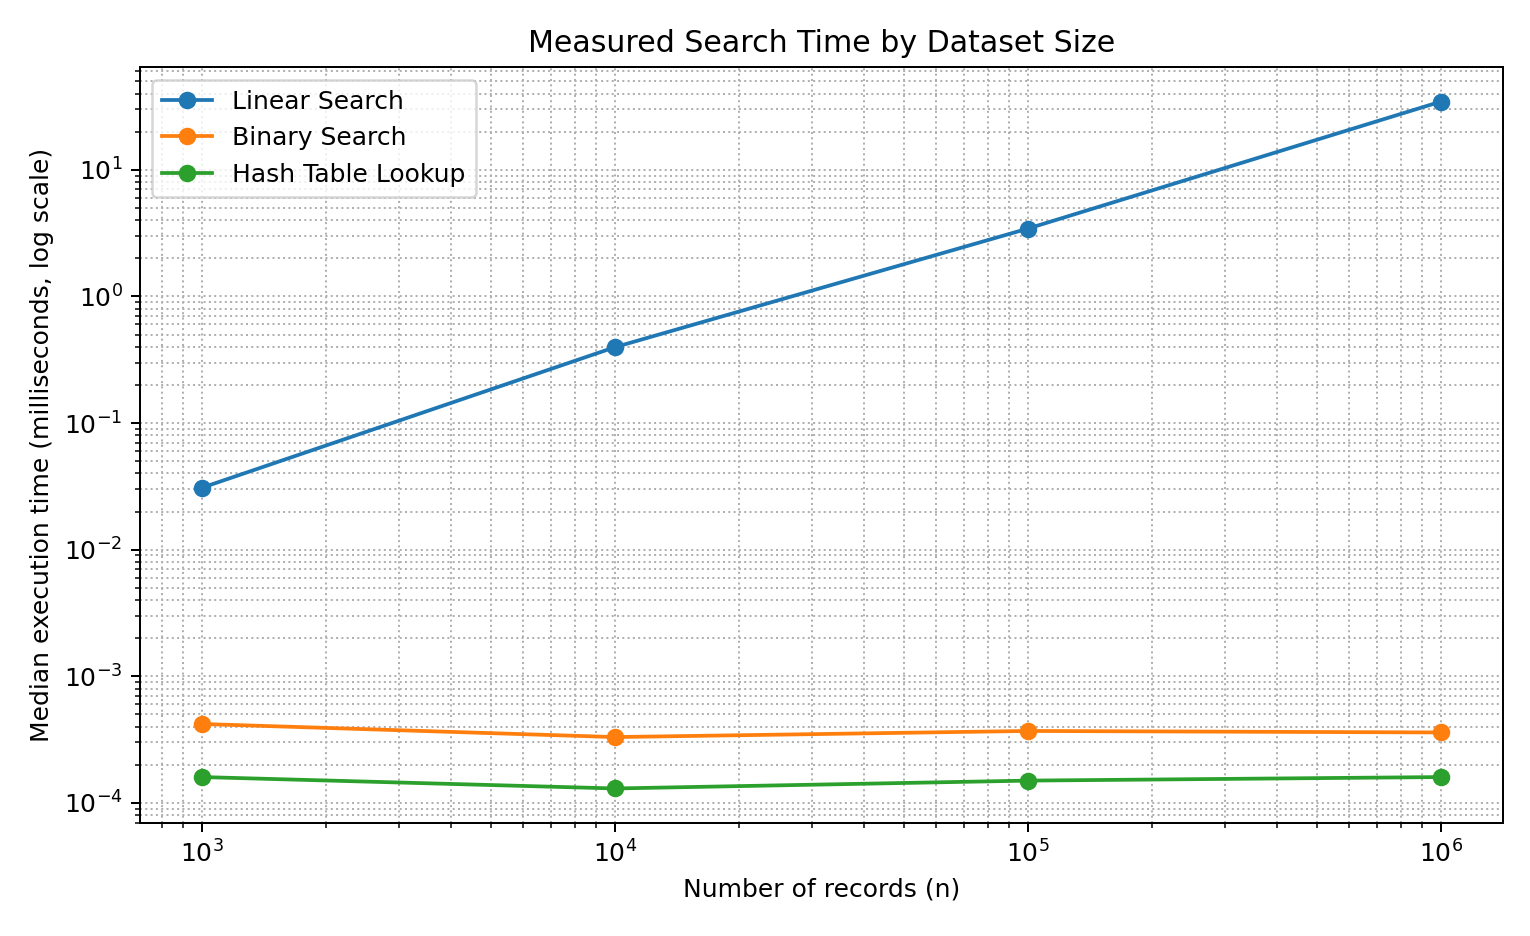 Measured Search Time by Dataset Size
Linear Search
Binary Search
Hash Table Lookup
Median execution time (milliseconds, log scale)
10¹
10⁰
10⁻¹
10⁻²
10⁻³
10⁻⁴
10³ 10⁴ 10⁵ 10⁶
Number of records (n)